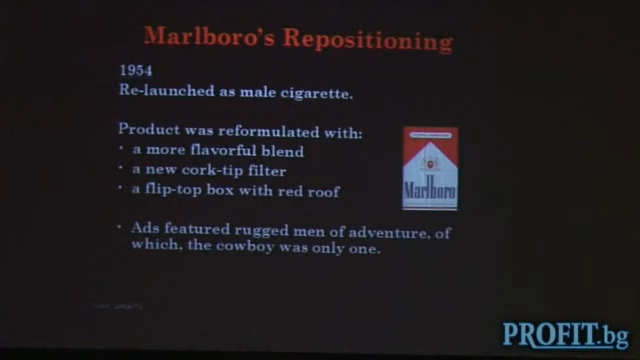 Marlboro's Repositioning
1954
Re-launched as male cigarette.
Product was reformulated with:
· a more flavorful blend
· a new cork-tip filter
· a flip-top box with red roof
Marlboro
· Ads featured rugged men of adventure, of
which, the cowboy was only one.
PROFIT.bg